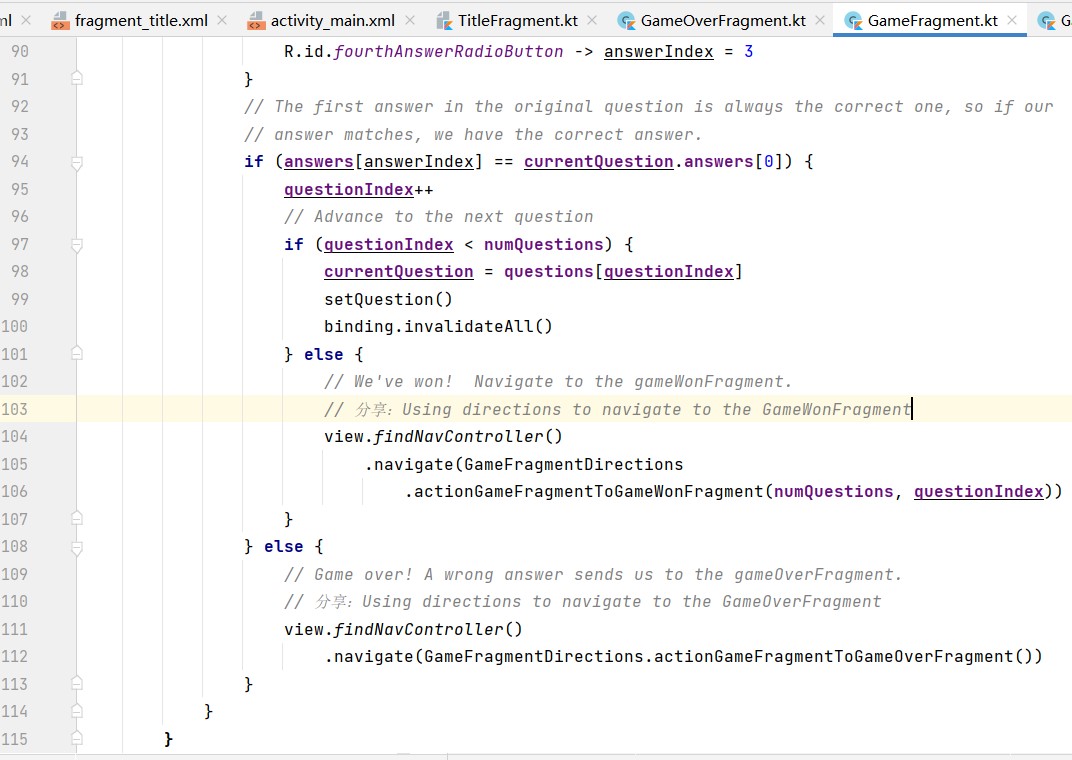 ml × fragment_title.xml × activity_main.xml × TitleFragment.kt × GameOverFragment.kt × GameFragment.kt × G
90 R.id.fourthAnswerRadioButton -> answerIndex = 3
91 }
92 // The first answer in the original question is always the correct one, so if our
93 // answer matches, we have the correct answer.
94 if (answers[answerIndex] == currentQuestion.answers[0]) {
95 questionIndex++
96 // Advance to the next question
97 if (questionIndex < numQuestions) {
98 currentQuestion = questions[questionIndex]
99 setQuestion()
100 binding.invalidateAll()
101 } else {
102 // We've won!  Navigate to the gameWonFragment.
103 // 分享：Using directions to navigate to the GameWonFragment
104 view.findNavController()
105 .navigate(GameFragmentDirections
106 .actionGameFragmentToGameWonFragment(numQuestions, questionIndex))
107 }
108 } else {
109 // Game over! A wrong answer sends us to the gameOverFragment.
110 // 分享：Using directions to navigate to the GameOverFragment
111 view.findNavController()
112 .navigate(GameFragmentDirections.actionGameFragmentToGameOverFragment())
113 }
114 }
115 }